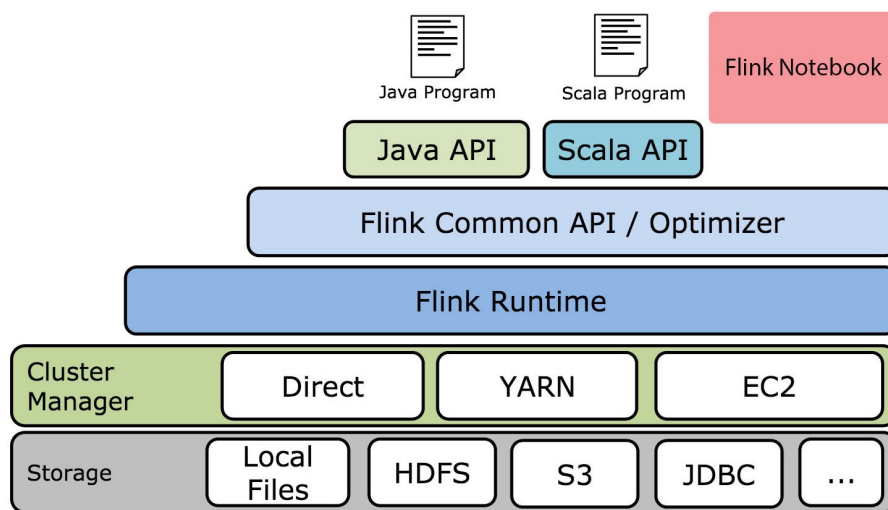 Flink Notebook
Java Program
Scala Program
Java API
Scala API
Flink Common API / Optimizer
Flink Runtime
Cluster
Manager
Direct
YARN
EC2
Storage
Local
Files
HDFS
S3
JDBC
...